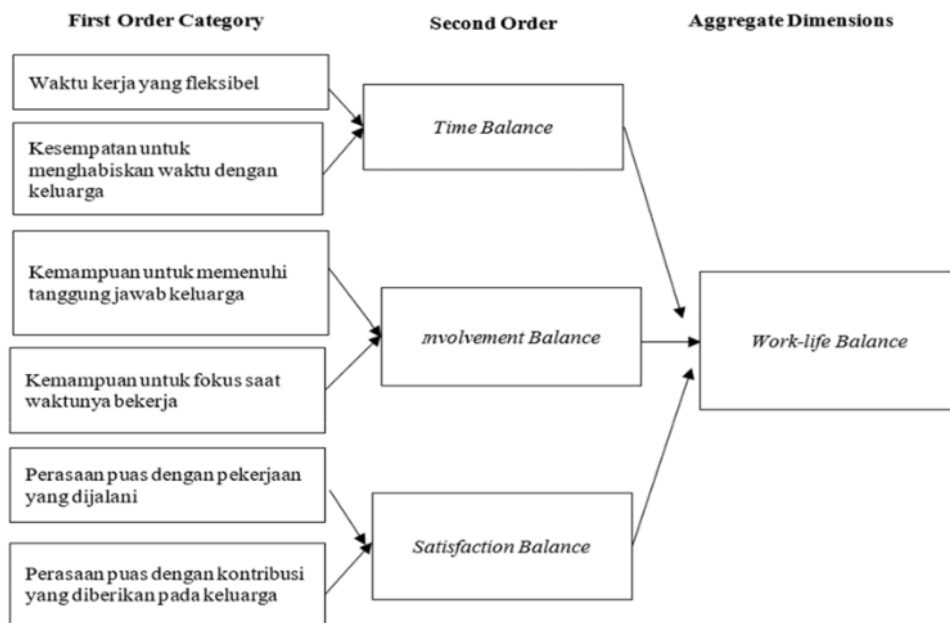 First Order Category
Second Order
Aggregate Dimensions
Waktu kerja yang fleksibel
Kesempatan untuk
menghabiskan waktu dengan
keluarga
Time Balance
Kemampuan untuk memenuhi
tanggung jawab keluarga
Kemampuan untuk fokus saat
waktunya bekerja
nvolvement Balance
Work-life Balance
Perasaan puas dengan pekerjaan
yang dijalani
Perasaan puas dengan kontribusi
yang diberikan pada keluarga
Satisfaction Balance